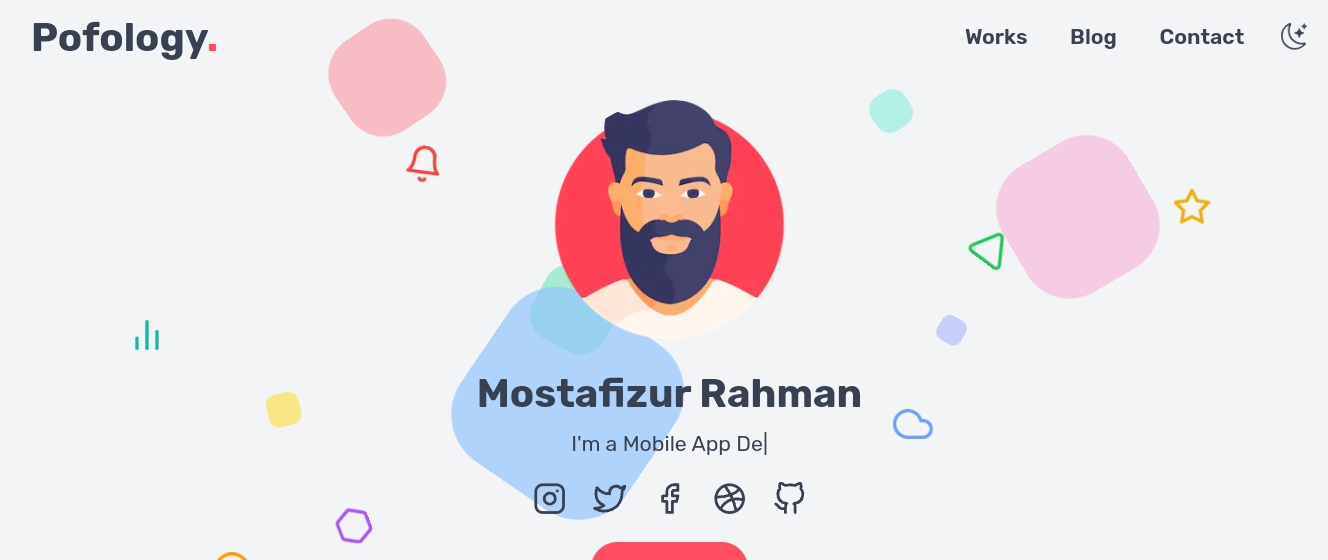 Pofology.
Works Blog Contact
Mostafizur Rahman
I'm a Mobile App De|